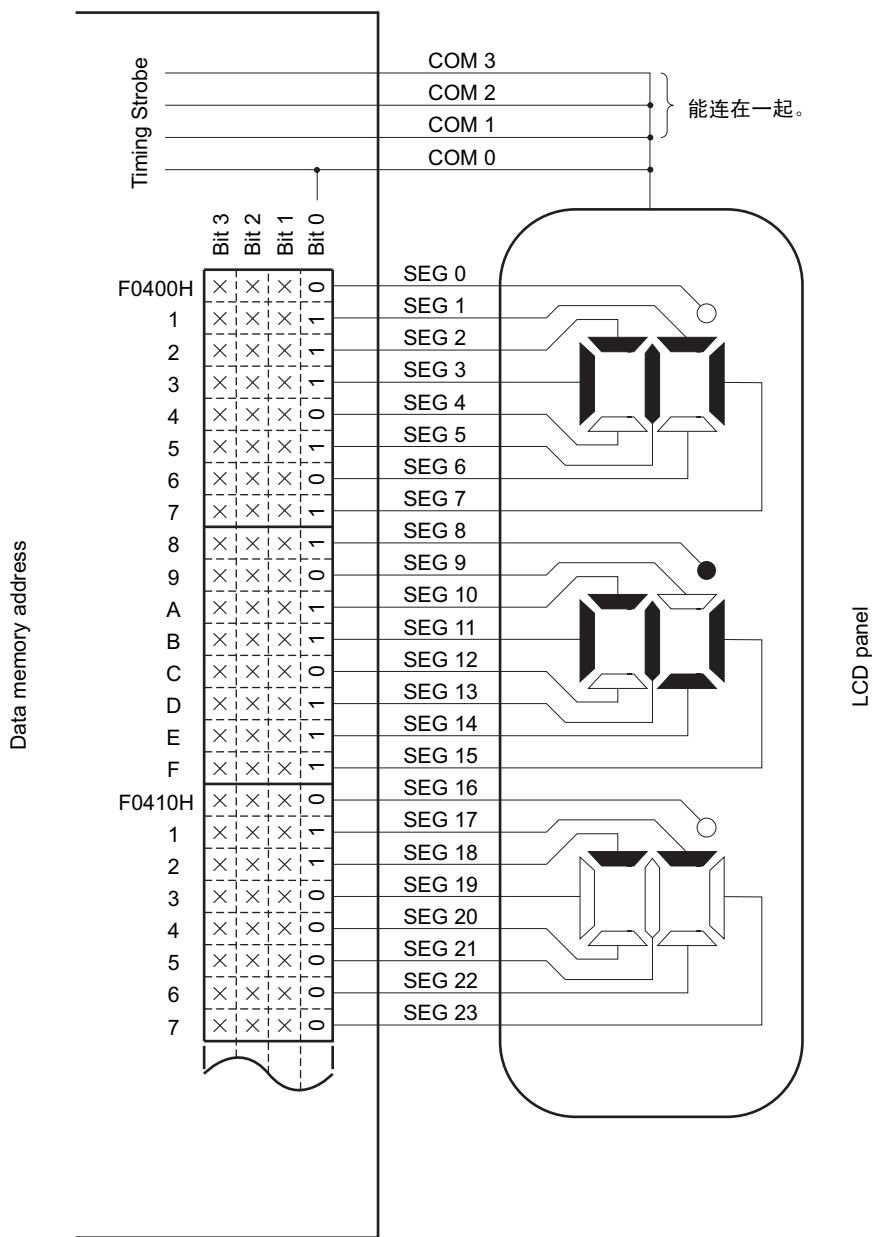 Timing Strobe
COM 3
COM 2
COM 1
COM 0
能连在一起。
Bit 3
Bit 2
Bit 1
Bit 0
Data memory address
LCD panel
F0400H × × × 0 SEG 0
1 × × × 1 SEG 1
2 × × × 1 SEG 2
3 × × × 1 SEG 3
4 × × × 0 SEG 4
5 × × × 1 SEG 5
6 × × × 0 SEG 6
7 × × × 1 SEG 7
8 × × × 1 SEG 8
9 × × × 0 SEG 9
A × × × 1 SEG 10
B × × × 1 SEG 11
C × × × 0 SEG 12
D × × × 1 SEG 13
E × × × 1 SEG 14
F × × × 1 SEG 15
F0410H × × × 0 SEG 16
1 × × × 1 SEG 17
2 × × × 1 SEG 18
3 × × × 0 SEG 19
4 × × × 0 SEG 20
5 × × × 0 SEG 21
6 × × × 0 SEG 22
7 × × × 0 SEG 23